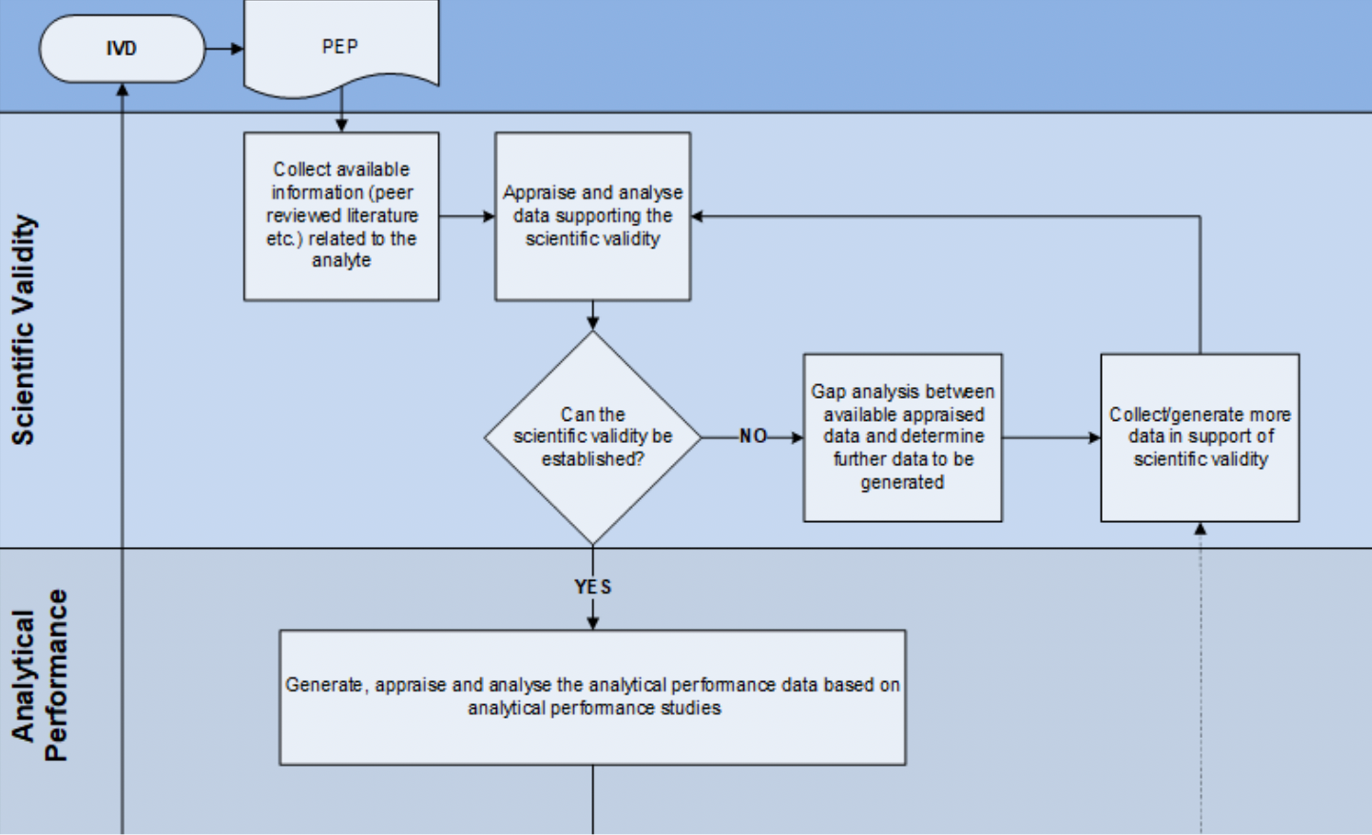 IVD
PEP
Scientific Validity
Collect available
information (peer
reviewed literature
etc.) related to the
analyte
Appraise and analyse
data supporting the
scientific validity
Can the
scientific validity be
established?
NO
Gap analysis between
available appraised
data and determine
further data to be
generated
Collect/generate more
data in support of
scientific validity
YES
Analytical
Performance
Generate, appraise and analyse the analytical performance data based on
analytical performance studies